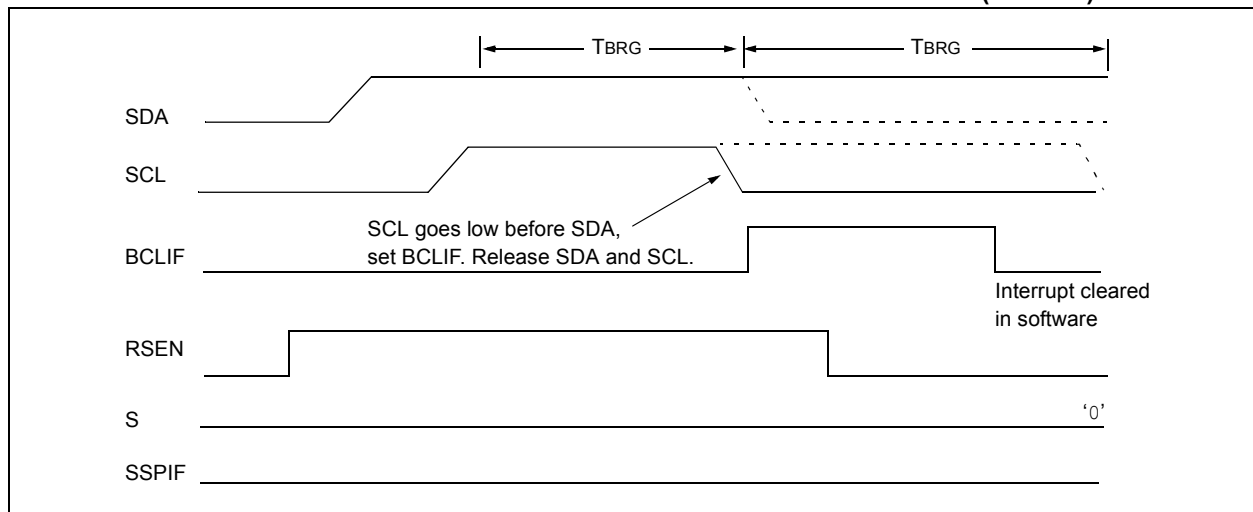 TBRG TBRG
SDA
SCL
SCL goes low before SDA,
set BCLIF. Release SDA and SCL.
BCLIF
Interrupt cleared
in software
RSEN
S
‘0’
SSPIF